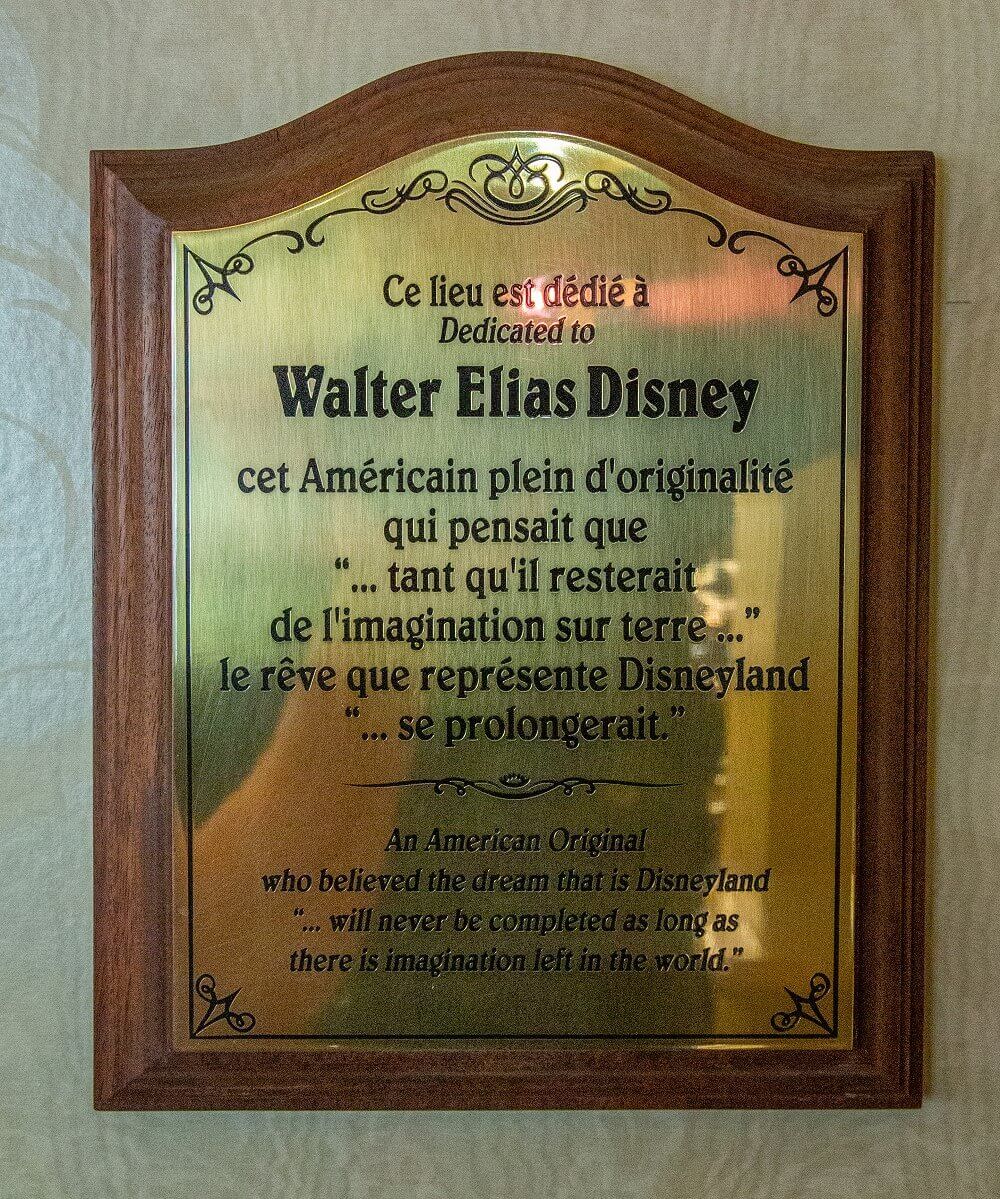 Ce lieu est dédié à
Dedicated to
Walter Elias Disney
cet Américain plein d'originalité
qui pensait que
“... tant qu'il resterait
de l'imagination sur terre ...”
le rêve que représente Disneyland
“... se prolongerait.”
An American Original
who believed the dream that is Disneyland
“... will never be completed as long as
there is imagination left in the world.”